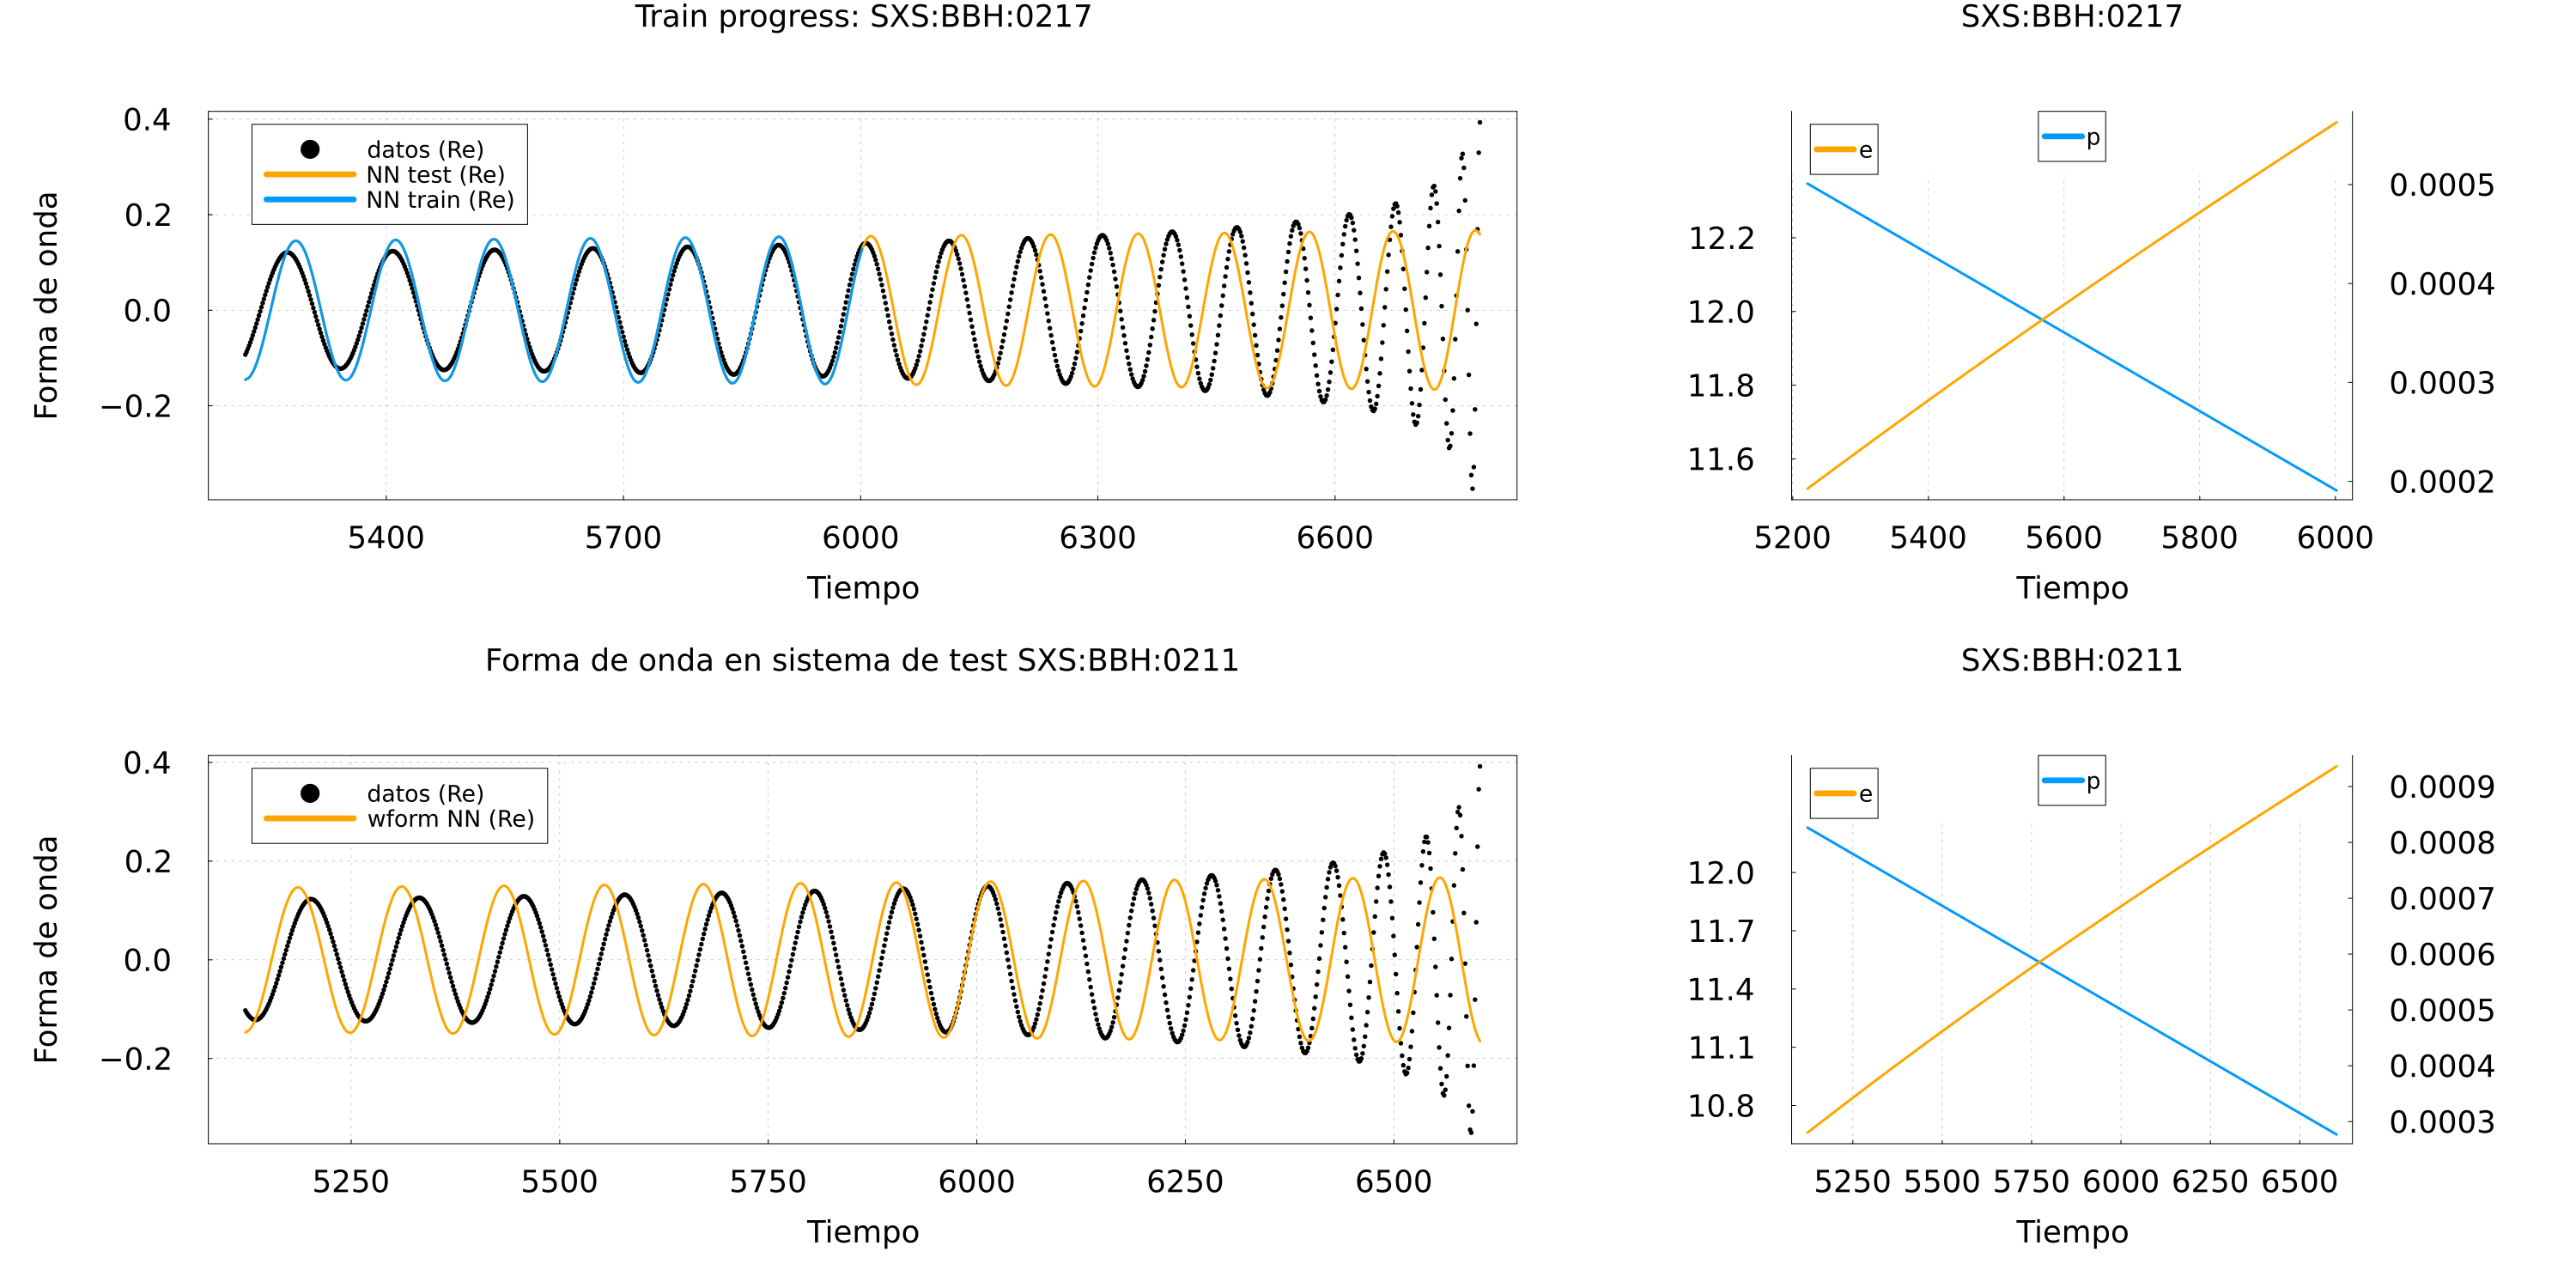 Train progress: SXS:BBH:0217
0.4
0.2
0.0
−0.2
Forma de onda
datos (Re)
NN test (Re)
NN train (Re)
5400 5700 6000 6300 6600
Tiempo
SXS:BBH:0217
e
p
12.2
12.0
11.8
11.6
0.0005
0.0004
0.0003
0.0002
5200 5400 5600 5800 6000
Tiempo
Forma de onda en sistema de test SXS:BBH:0211
0.4
0.2
0.0
−0.2
Forma de onda
datos (Re)
wform NN (Re)
5250 5500 5750 6000 6250 6500
Tiempo
SXS:BBH:0211
e
p
12.0
11.7
11.4
11.1
10.8
0.0009
0.0008
0.0007
0.0006
0.0005
0.0004
0.0003
5250 5500 5750 6000 6250 6500
Tiempo